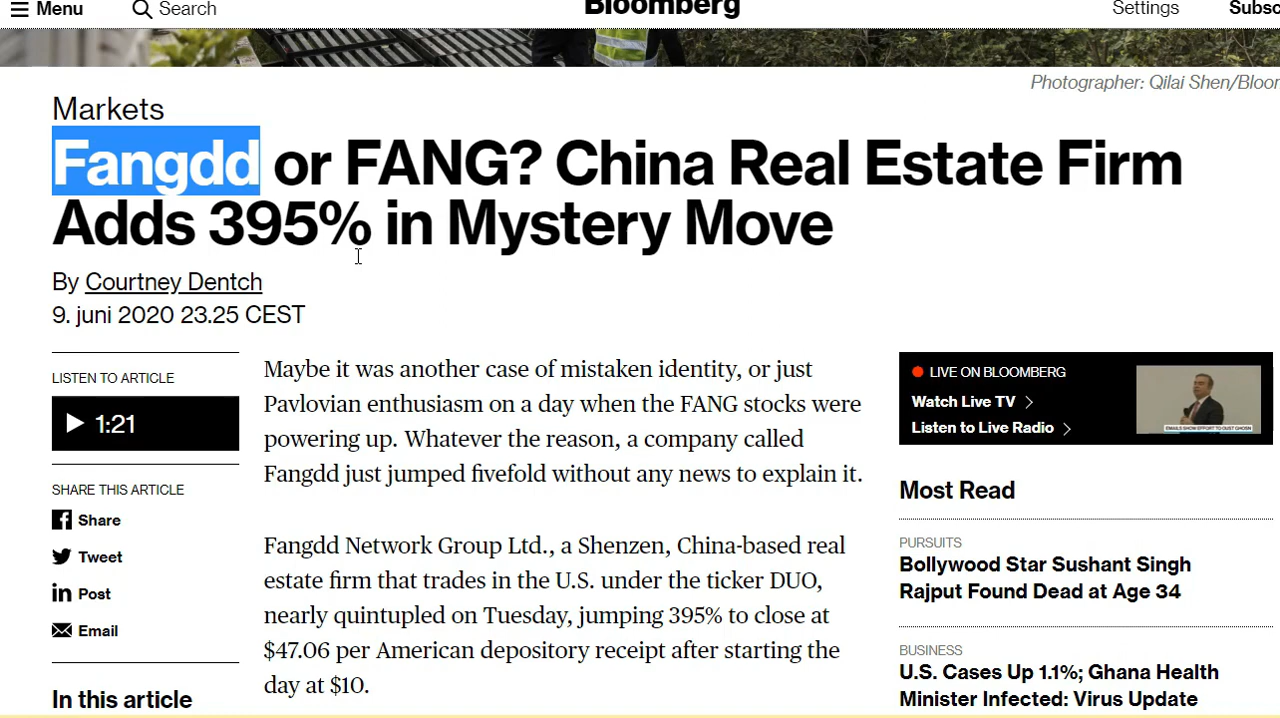 Menu
Search
Bloomberg
Settings
Photographer: Qilai Shen/Bloor
Markets
Fangdd or FANG? China Real Estate Firm
Adds 395% in Mystery Move
By Courtney Dentch
9. juni 2020 23.25 CEST
LISTEN TO ARTICLE
1:21
SHARE THIS ARTICLE
Share
Tweet
Post
Email
In this article
Maybe it was another case of mistaken identity, or just
Pavlovian enthusiasm on a day when the FANG stocks were
powering up. Whatever the reason, a company called
Fangdd just jumped fivefold without any news to explain it.
Fangdd Network Group Ltd., a Shenzen, China-based real
estate firm that trades in the U.S. under the ticker DUO,
nearly quintupled on Tuesday, jumping 395% to close at
$47.06 per American depository receipt after starting the
day at $10.
LIVE ON BLOOMBERG
Watch Live TV
Listen to Live Radio
EMAILS SHOW EFFORT TO OUST GHOSN
Most Read
PURSUITS
Bollywood Star Sushant Singh
Rajput Found Dead at Age 34
BUSINESS
U.S. Cases Up 1.1%; Ghana Health
Minister Infected: Virus Update